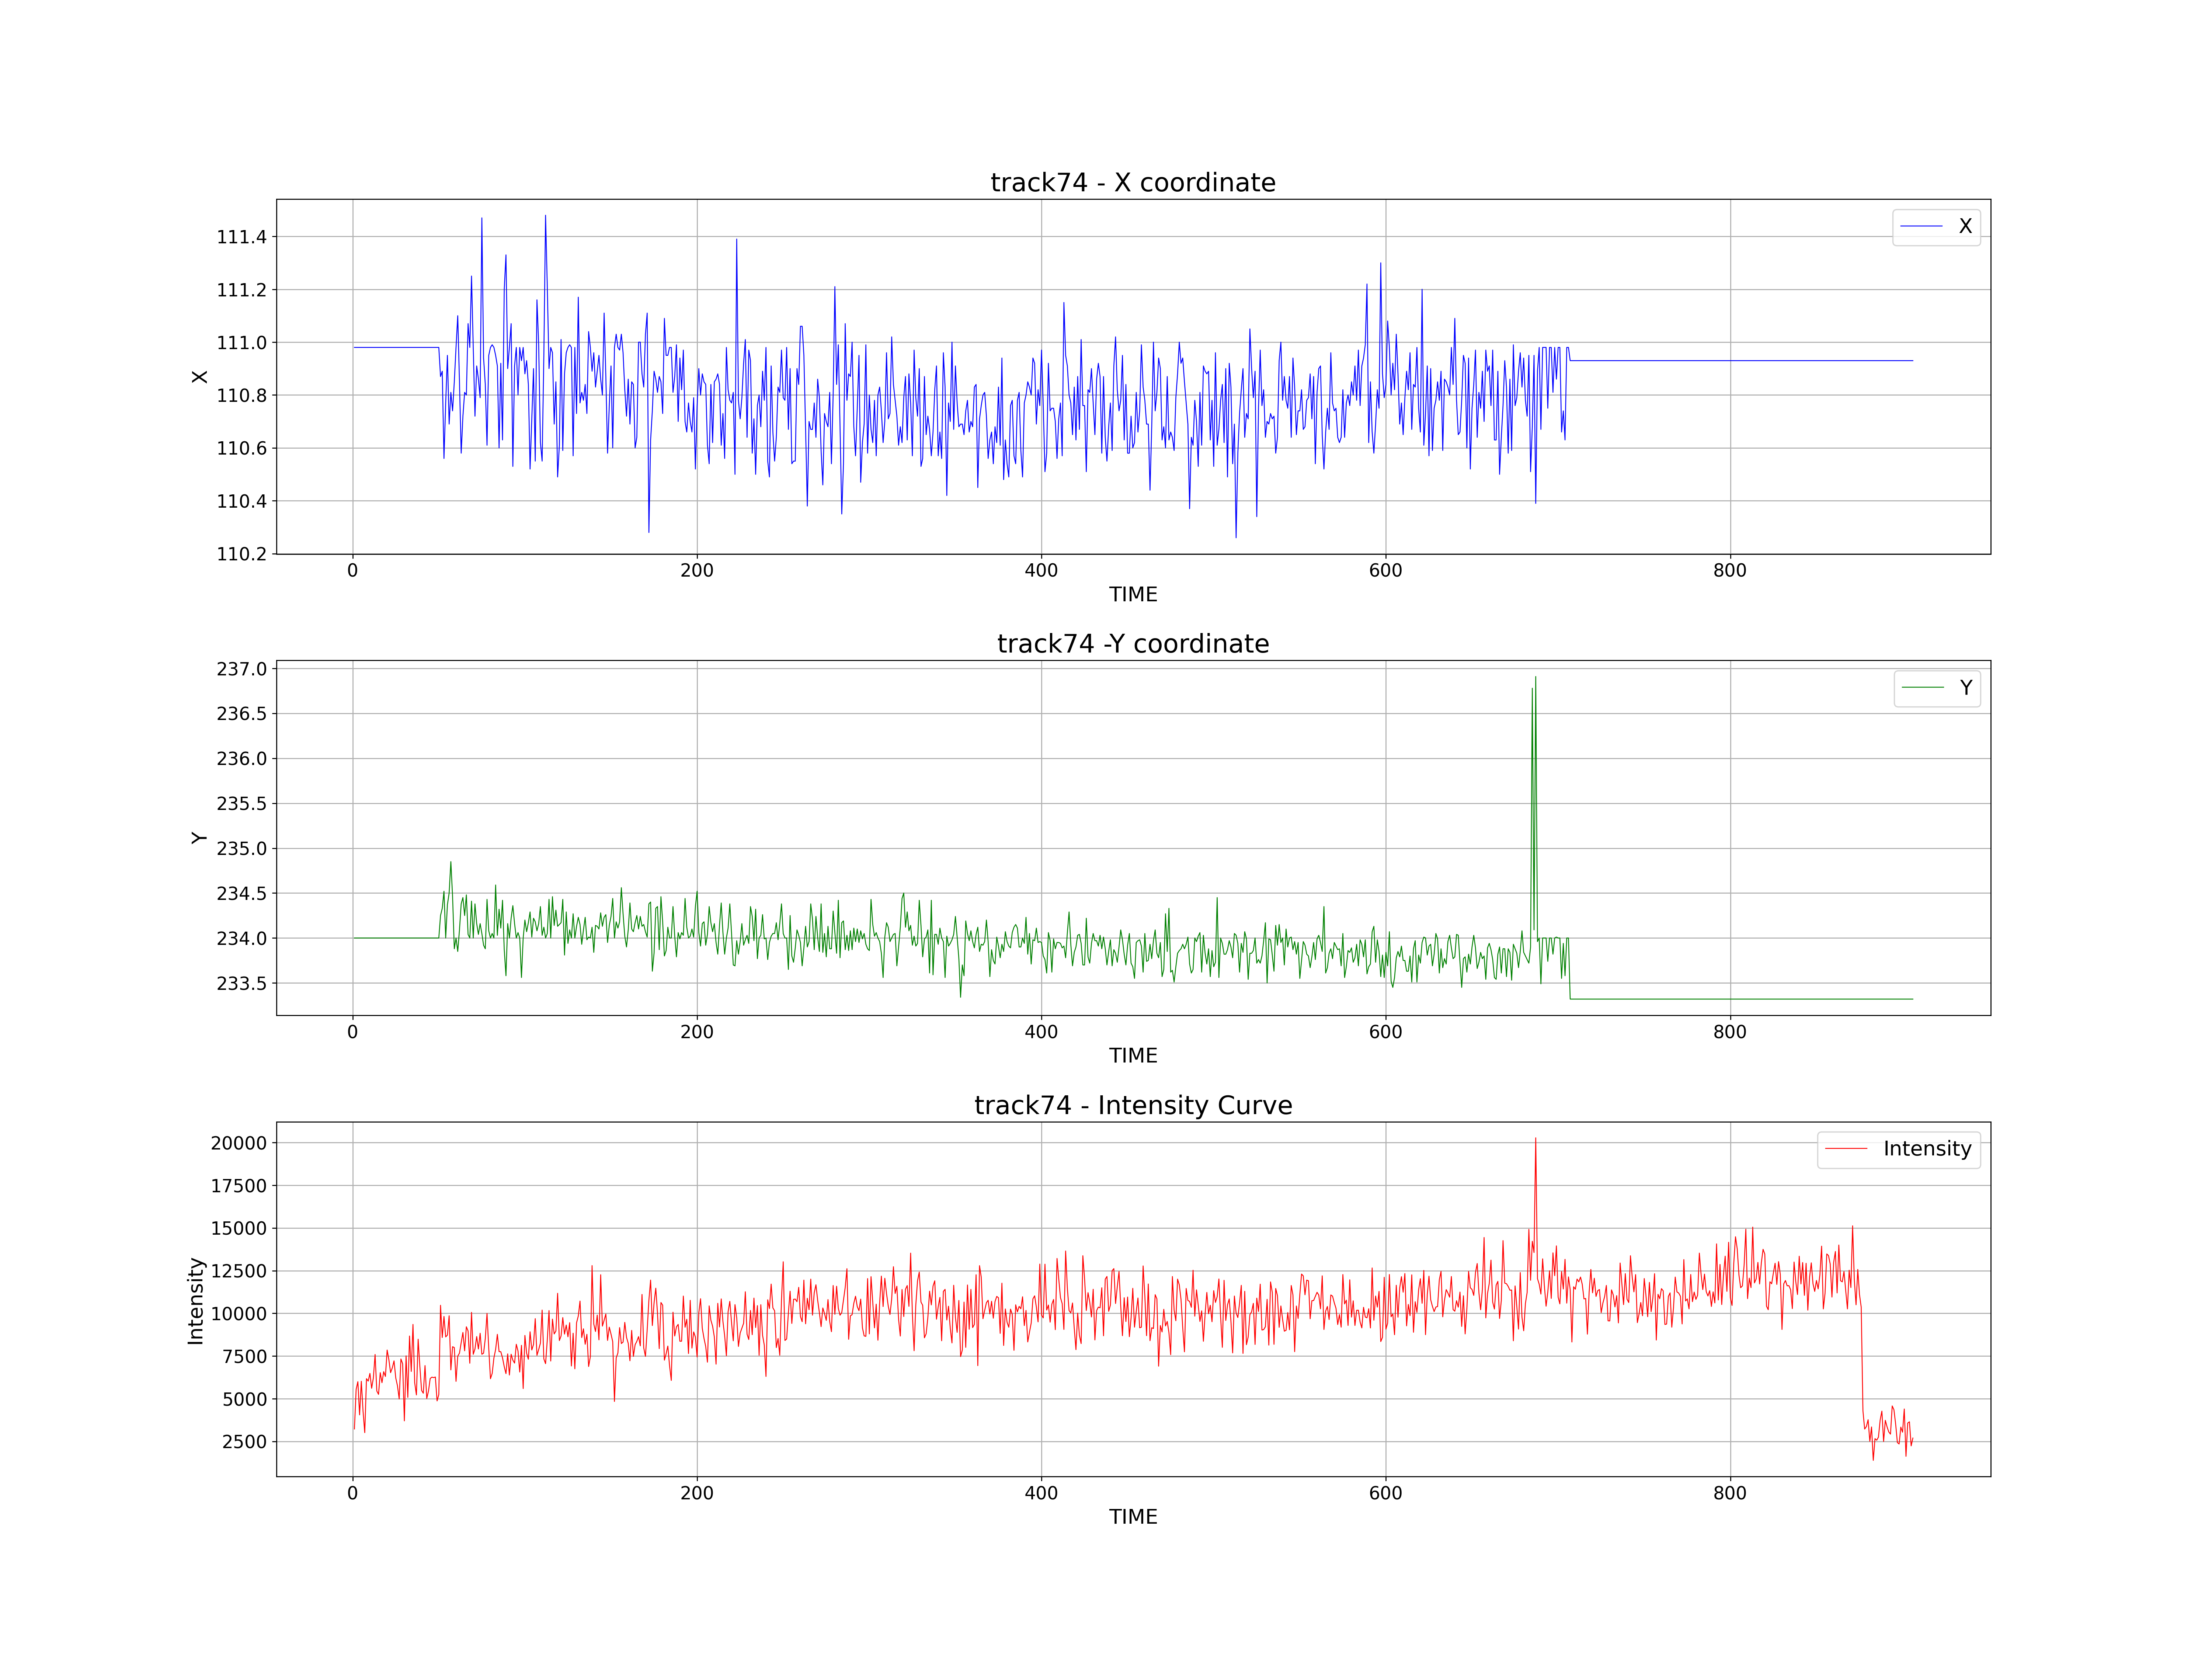 track74 - X coordinate
111.4
111.2
111.0
110.8
110.6
110.4
110.2
X
X
0 200 400 600 800
TIME
track74 -Y coordinate
237.0
236.5
236.0
235.5
235.0
234.5
234.0
233.5
Y
Y
0 200 400 600 800
TIME
track74 - Intensity Curve
20000
17500
15000
12500
10000
7500
5000
2500
Intensity
Intensity
0 200 400 600 800
TIME